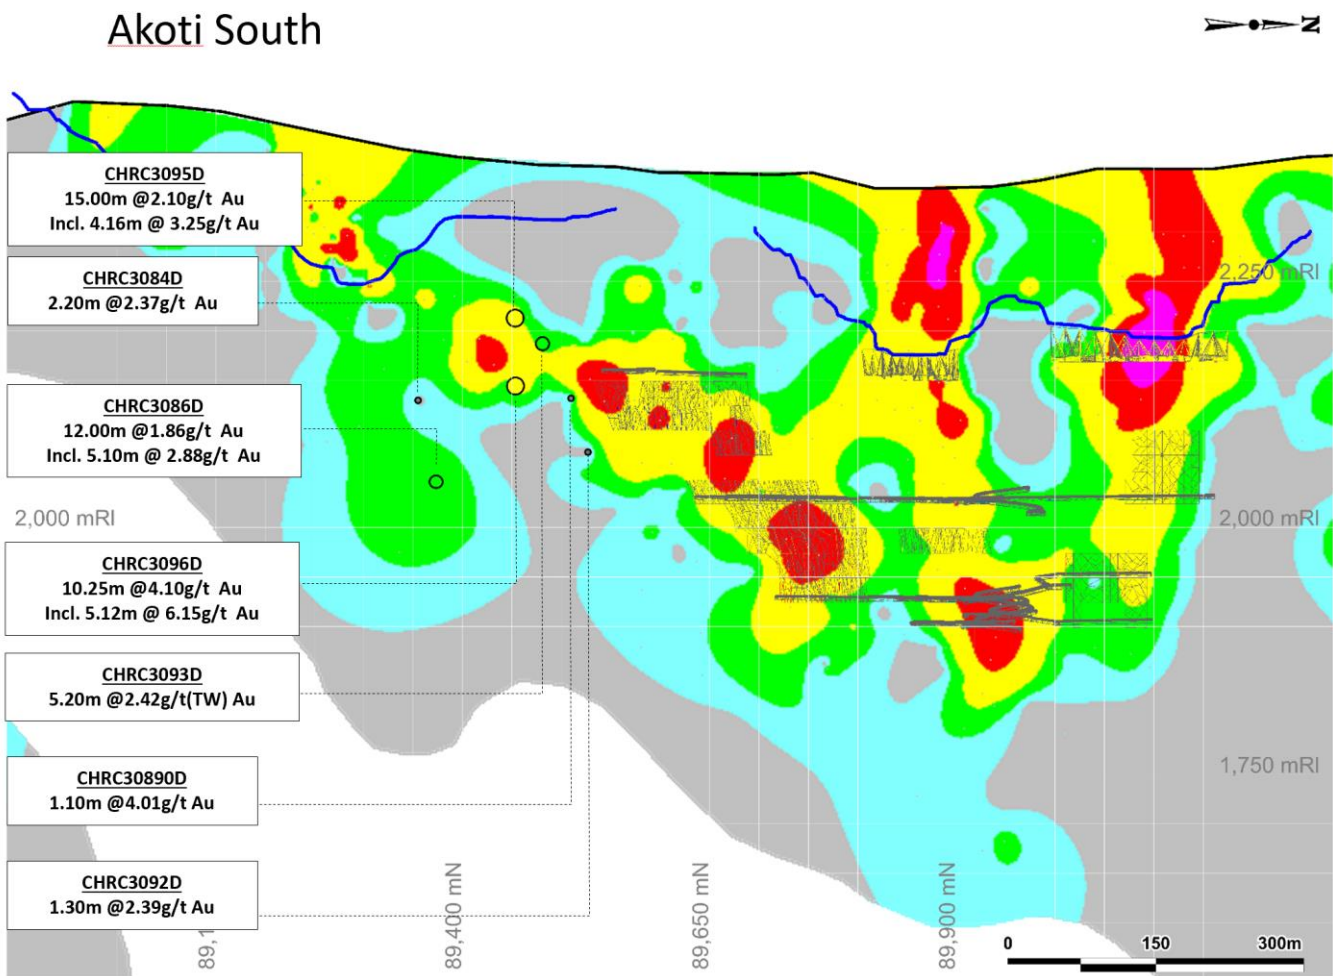 Akoti South
N
CHRC3095D
15.00m @2.10g/t Au
Incl. 4.16m @ 3.25g/t Au
CHRC3084D
2.20m @2.37g/t Au
2,250 mRl
CHRC3086D
12.00m @1.86g/t Au
Incl. 5.10m @ 2.88g/t Au
2,000 mRl
2,000 mRl
CHRC3096D
10.25m @4.10g/t Au
Incl. 5.12m @ 6.15g/t Au
CHRC3093D
5.20m @2.42g/t(TW) Au
CHRC30890D
1.10m @4.01g/t Au
1,750 mRl
CHRC3092D
1.30m @2.39g/t Au
89,400 mN
89,650 mN
89,900 mN
0 150 300m